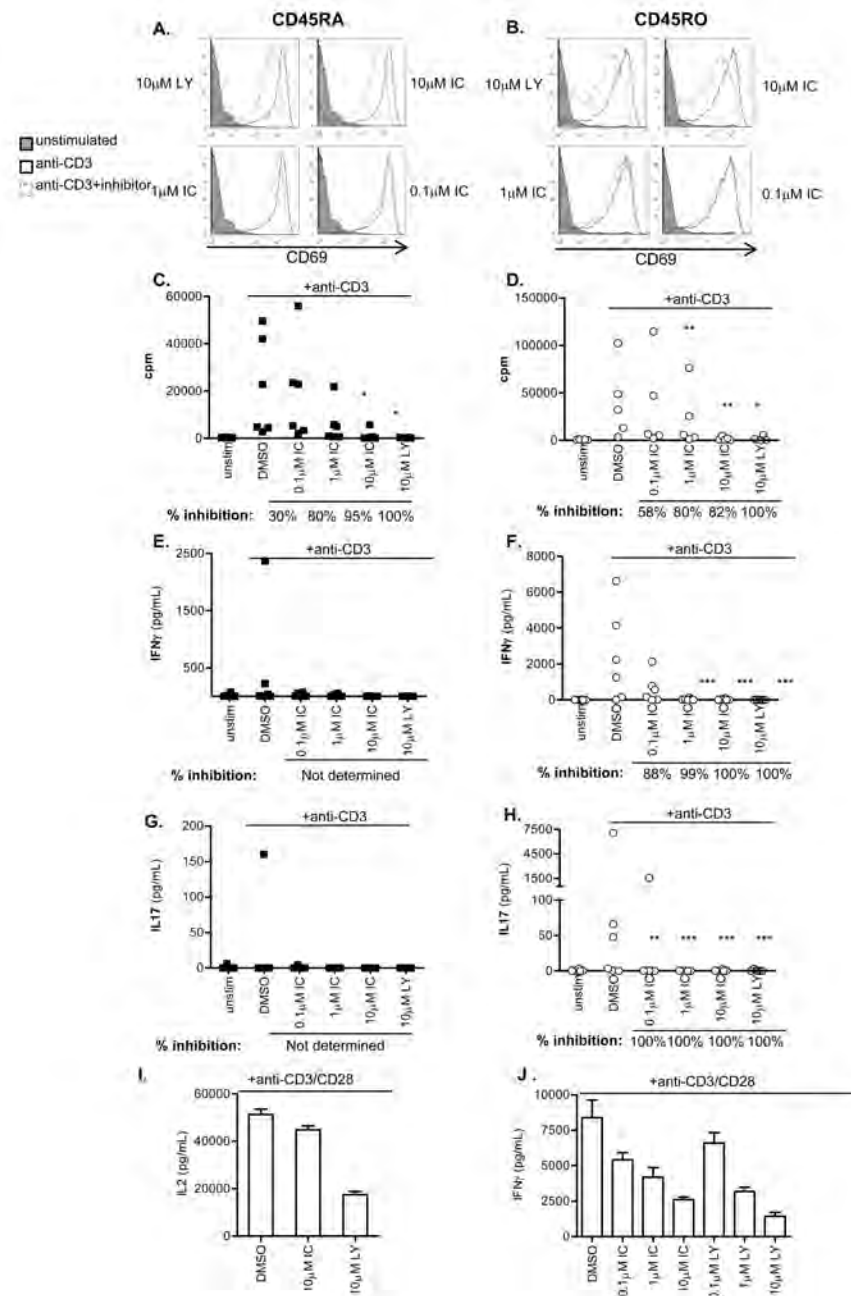 CD45RA
CD45RO
A.
B.
10μM LY
10μM IC
10μM LY
10μM IC
unstimulated
anti-CD3
anti-CD3+inhibitor
1μM IC
0.1μM IC
1μM IC
0.1μM IC
CD69
CD69
C.
+anti-CD3
60000
40000
20000
0
cpm
unstim
DMSO
0.1μM IC
1μM IC
10μM IC
10μM LY
*
*
% inhibition: 30% 80% 95% 100%
D.
+anti-CD3
150000
100000
50000
0
cpm
unstim
DMSO
0.1μM IC
1μM IC
10μM IC
10μM LY
**
**
*
% inhibition: 58% 80% 82% 100%
E.
+anti-CD3
2500
1500
500
IFNγ (pg/mL)
unstim
DMSO
0.1μM IC
1μM IC
10μM IC
10μM LY
% inhibition: Not determined
F.
+anti-CD3
8000
6000
4000
2000
0
IFNγ (pg/mL)
unstim
DMSO
0.1μM IC
1μM IC
10μM IC
10μM LY
***
***
***
% inhibition: 88% 99% 100% 100%
G.
+anti-CD3
200
150
100
50
0
IL17 (pg/mL)
unstim
DMSO
0.1μM IC
1μM IC
10μM IC
10μM LY
% inhibition: Not determined
H.
+anti-CD3
7500
4500
1500
100
50
0
IL17 (pg/mL)
unstim
DMSO
0.1μM IC
1μM IC
10μM IC
10μM LY
**
***
***
***
% inhibition: 100% 100% 100% 100%
I.
+anti-CD3/CD28
60000
40000
20000
0
IL2 (pg/mL)
DMSO
10μM IC
10μM LY
J.
+anti-CD3/CD28
10000
7500
5000
2500
0
IFNγ (pg/mL)
DMSO
0.1μM IC
1μM IC
10μM IC
0.1μM LY
1μM LY
10μM LY